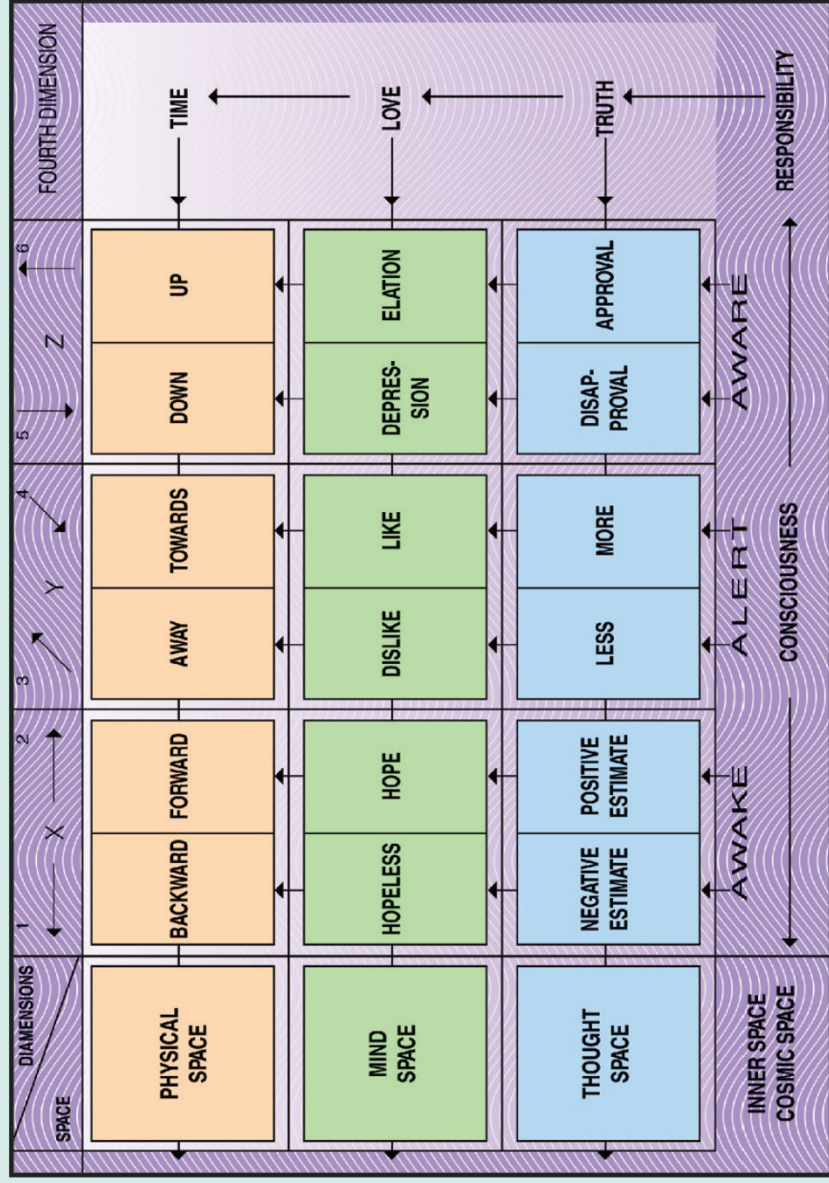 DIAMENSIONS
SPACE
1
X
2
3
Y
4
5
Z
6
FOURTH DIMENSION
PHYSICAL
SPACE
BACKWARD
FORWARD
AWAY
TOWARDS
DOWN
UP
TIME
MIND
SPACE
HOPELESS
HOPE
DISLIKE
LIKE
DEPRES-
SION
ELATION
LOVE
THOUGHT
SPACE
NEGATIVE
ESTIMATE
POSITIVE
ESTIMATE
LESS
MORE
DISAP-
PROVAL
APPROVAL
TRUTH
INNER SPACE
COSMIC SPACE
AWAKE
ALERT
AWARE
CONSCIOUSNESS
RESPONSIBILITY